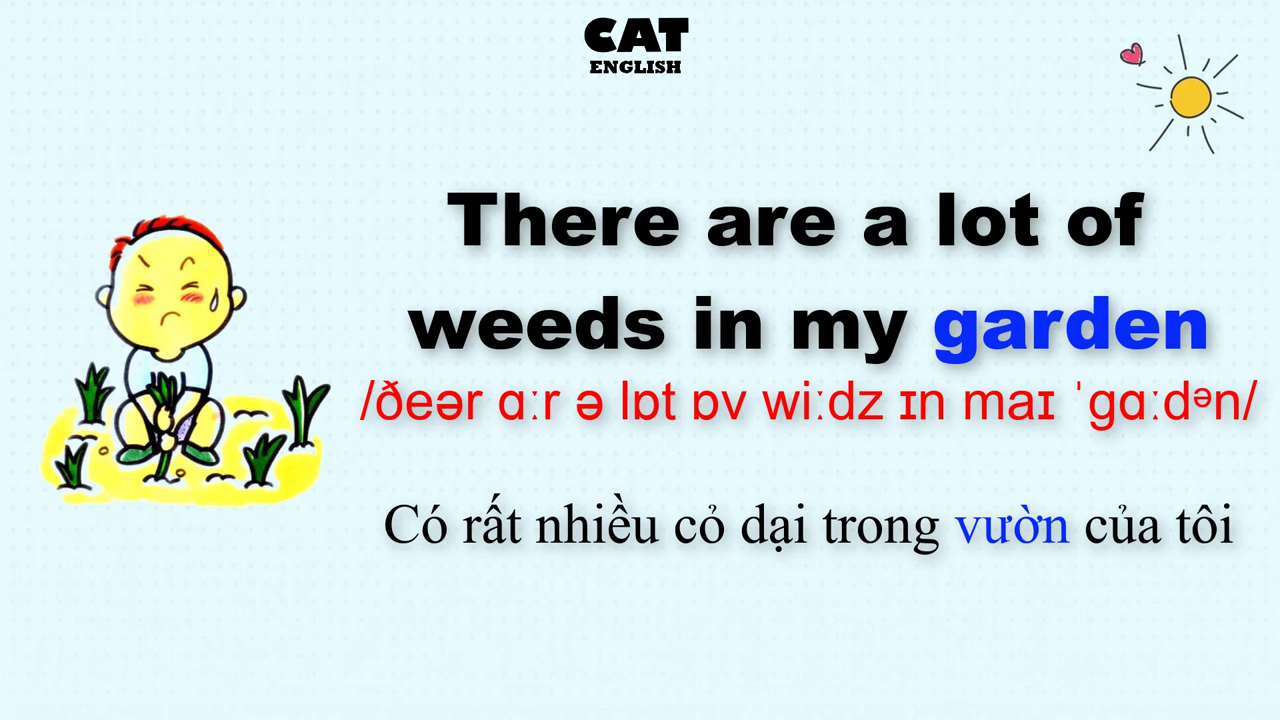 CAT
ENGLISH
There are a lot of
weeds in my garden
/ðeər ɑːr ə lɒt ɒv wiːdz ɪn maɪ ˈgɑːdᵊn/
Có rất nhiều cỏ dại trong vườn của tôi